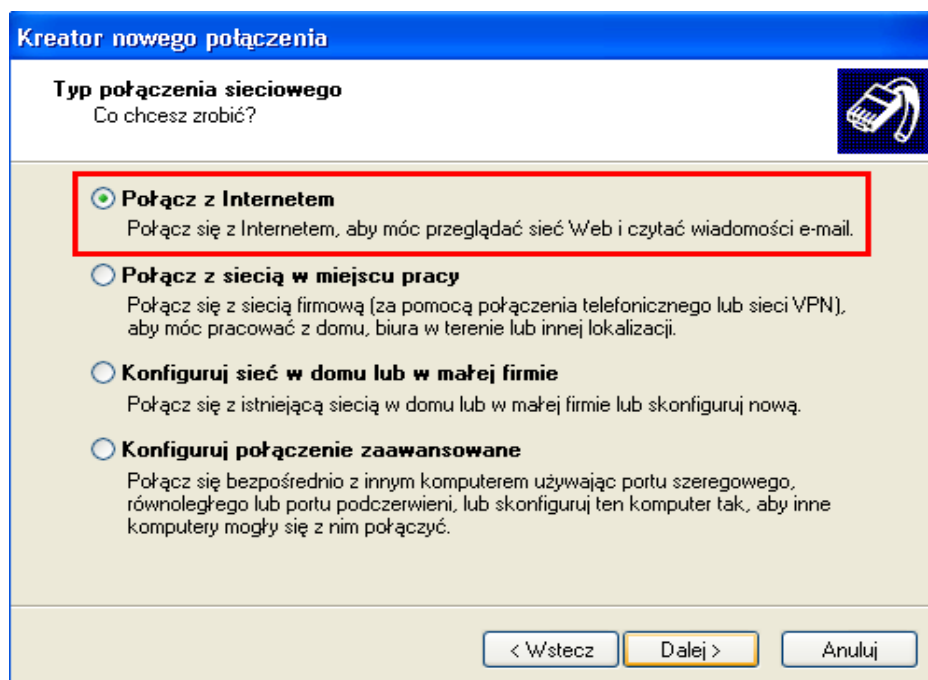 Kreator nowego połączenia
Typ połączenia sieciowego
Co chcesz zrobić?
Połącz z Internetem
Połącz się z Internetem, aby móc przeglądać sieć Web i czytać wiadomości e-mail.
Połącz z siecią w miejscu pracy
Połącz się z siecią firmową (za pomocą połączenia telefonicznego lub sieci VPN),
aby móc pracować z domu, biura w terenie lub innej lokalizacji.
Konfiguruj sieć w domu lub w małej firmie
Połącz się z istniejącą siecią w domu lub w małej firmie lub skonfiguruj nową.
Konfiguruj połączenie zaawansowane
Połącz się bezpośrednio z innym komputerem używając portu szeregowego,
równoległego lub portu podczerwieni, lub skonfiguruj ten komputer tak, aby inne
komputery mogły się z nim połączyć.
< Wstecz Dalej > Anuluj